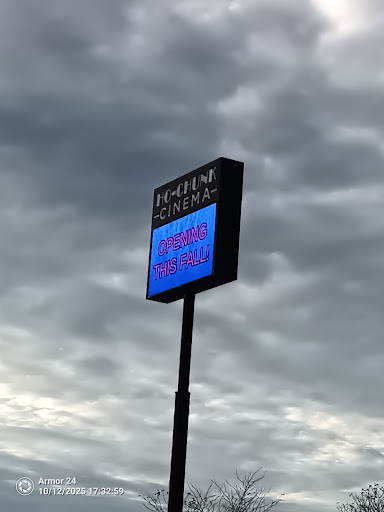 HO-CHUNK
-CINEMA-
OPENING
THIS FALL!
Armor 24
10/12/2025 17:32:59